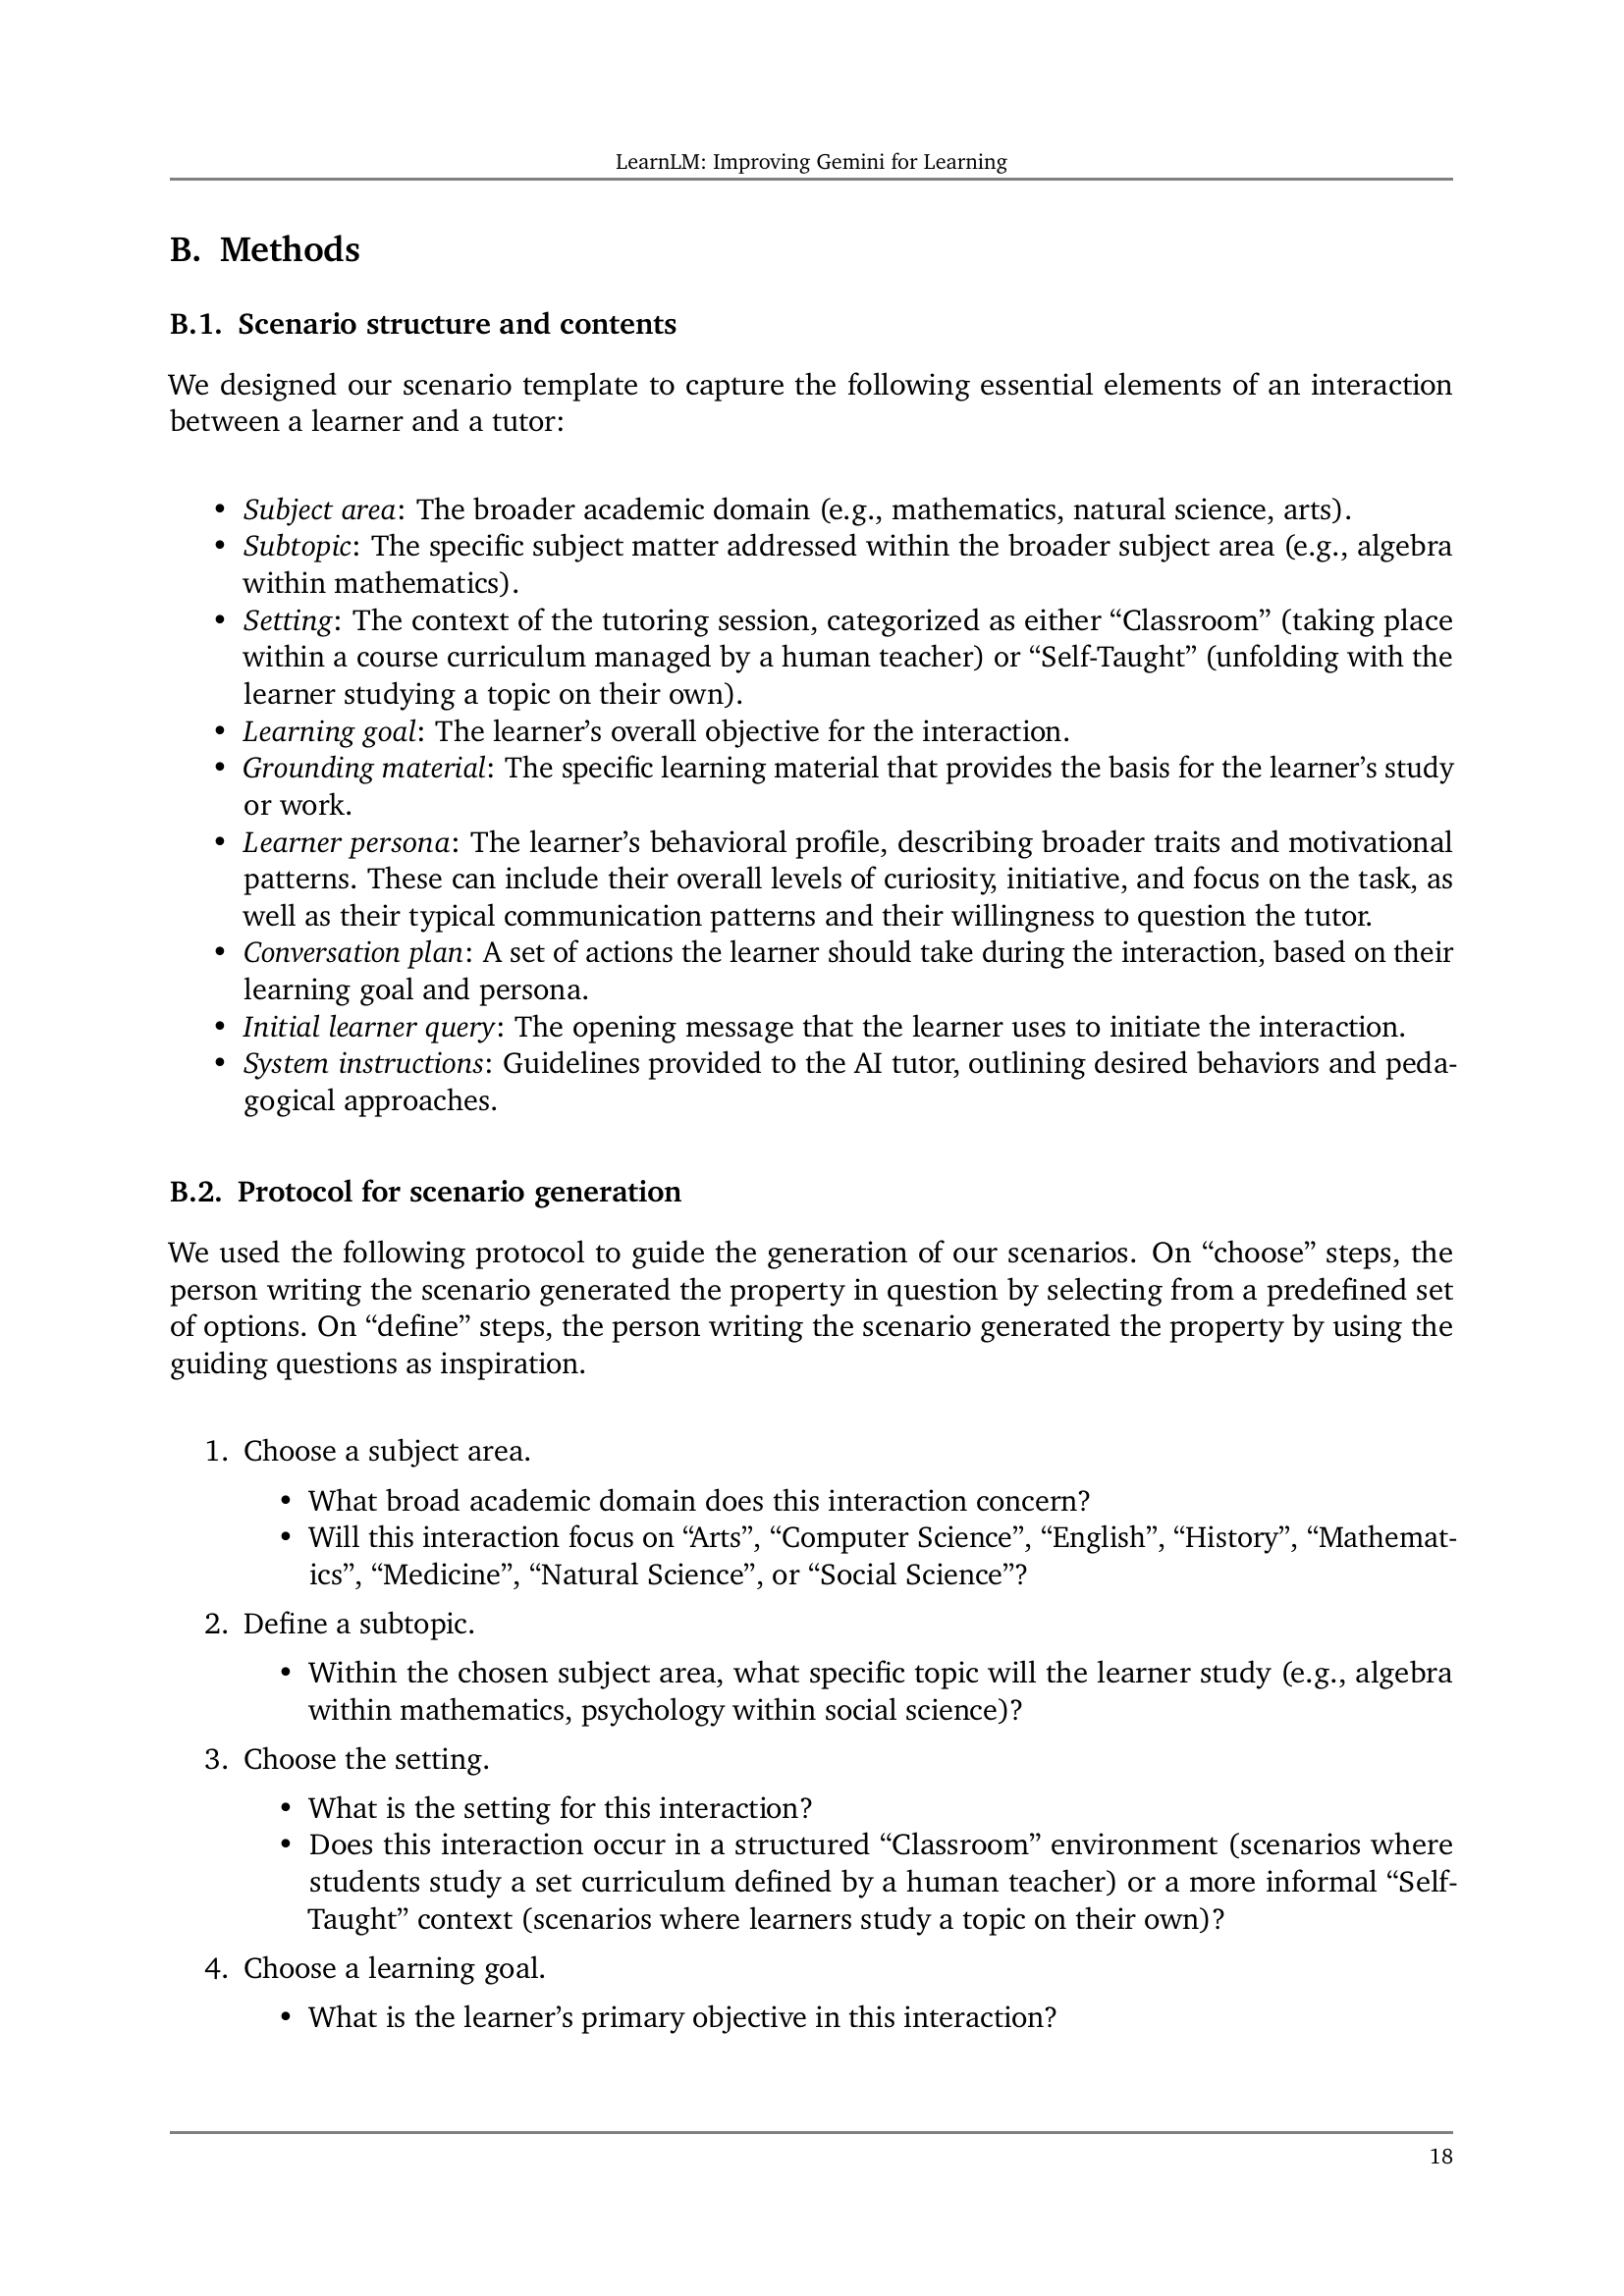 LearnLM: Improving Gemini for Learning
B. Methods
B.1. Scenario structure and contents
We designed our scenario template to capture the following essential elements of an interaction
between a learner and a tutor:
• Subject area: The broader academic domain (e.g., mathematics, natural science, arts).
• Subtopic: The specific subject matter addressed within the broader subject area (e.g., algebra
within mathematics).
• Setting: The context of the tutoring session, categorized as either “Classroom” (taking place
within a course curriculum managed by a human teacher) or “Self-Taught” (unfolding with the
learner studying a topic on their own).
• Learning goal: The learner’s overall objective for the interaction.
• Grounding material: The specific learning material that provides the basis for the learner’s study
or work.
• Learner persona: The learner’s behavioral profile, describing broader traits and motivational
patterns. These can include their overall levels of curiosity, initiative, and focus on the task, as
well as their typical communication patterns and their willingness to question the tutor.
• Conversation plan: A set of actions the learner should take during the interaction, based on their
learning goal and persona.
• Initial learner query: The opening message that the learner uses to initiate the interaction.
• System instructions: Guidelines provided to the AI tutor, outlining desired behaviors and peda-
gogical approaches.
B.2. Protocol for scenario generation
We used the following protocol to guide the generation of our scenarios. On “choose” steps, the
person writing the scenario generated the property in question by selecting from a predefined set
of options. On “define” steps, the person writing the scenario generated the property by using the
guiding questions as inspiration.
1. Choose a subject area.
• What broad academic domain does this interaction concern?
• Will this interaction focus on “Arts”, “Computer Science”, “English”, “History”, “Mathemat-
ics”, “Medicine”, “Natural Science”, or “Social Science”?
2. Define a subtopic.
• Within the chosen subject area, what specific topic will the learner study (e.g., algebra
within mathematics, psychology within social science)?
3. Choose the setting.
• What is the setting for this interaction?
• Does this interaction occur in a structured “Classroom” environment (scenarios where
students study a set curriculum defined by a human teacher) or a more informal “Self-
Taught” context (scenarios where learners study a topic on their own)?
4. Choose a learning goal.
• What is the learner’s primary objective in this interaction?
18